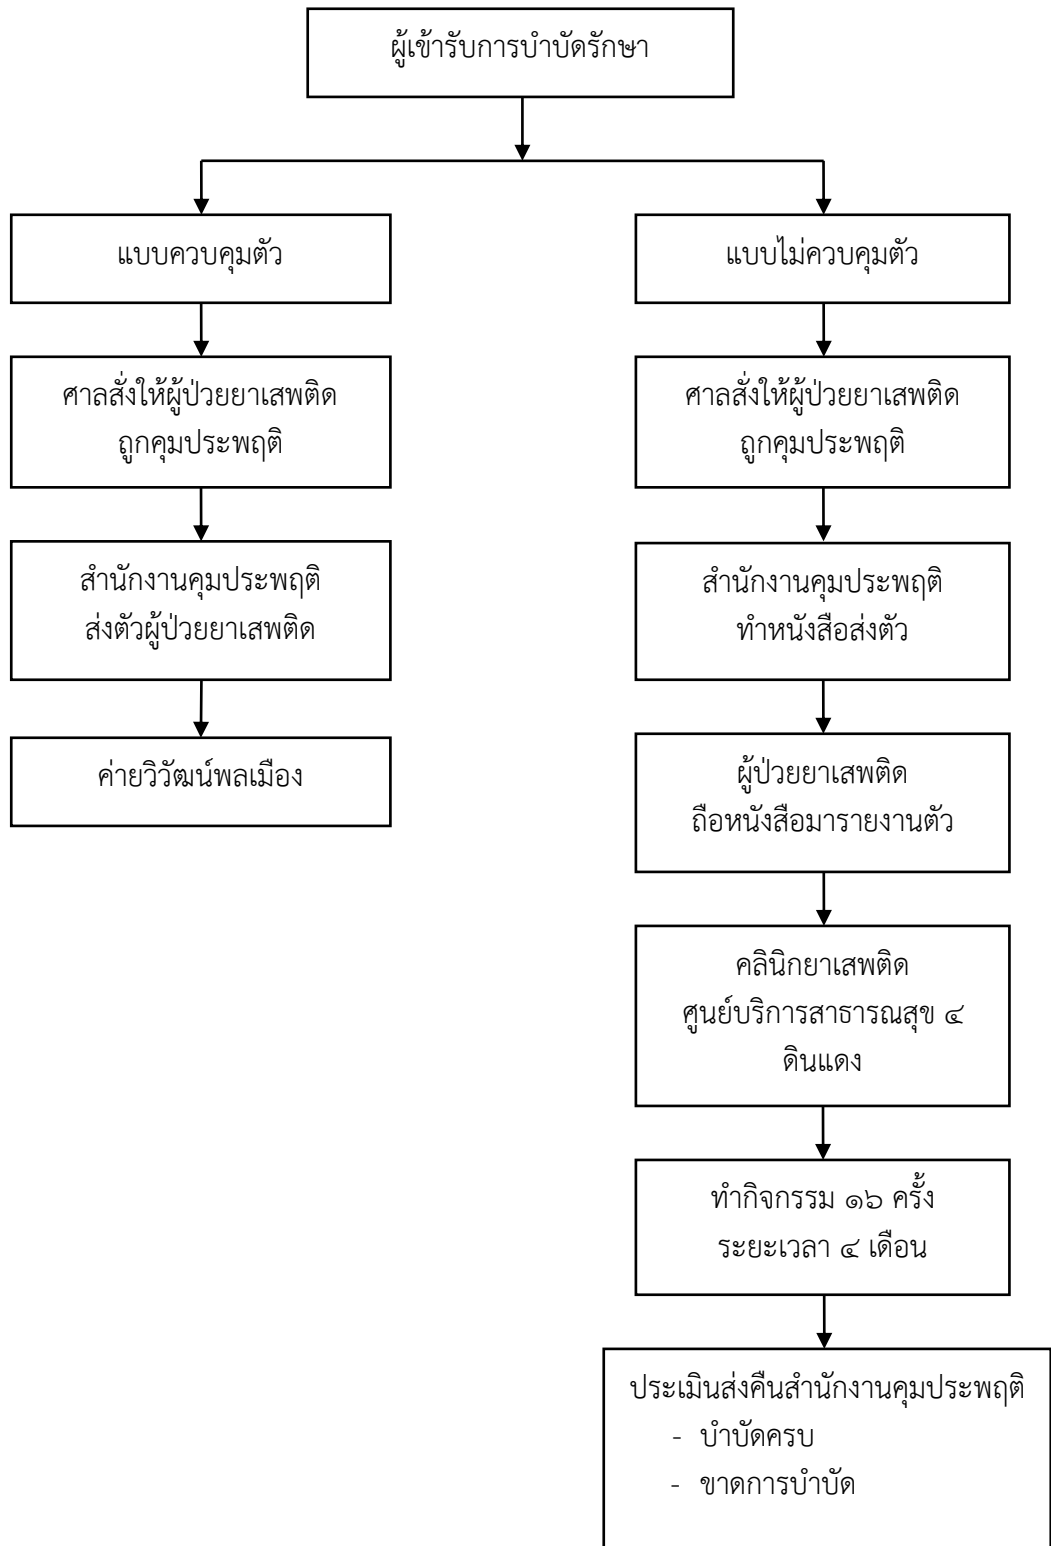 ผู้เข้ารับการบำบัดรักษา
แบบควบคุมตัว
ศาลสั่งให้ผู้ป่วยยาเสพติด
ถูกคุมประพฤติ
สำนักงานคุมประพฤติ
ส่งตัวผู้ป่วยยาเสพติด
ค่ายวิวัฒน์พลเมือง
แบบไม่ควบคุมตัว
ศาลสั่งให้ผู้ป่วยยาเสพติด
ถูกคุมประพฤติ
สำนักงานคุมประพฤติ
ทำหนังสือส่งตัว
ผู้ป่วยยาเสพติด
ถือหนังสือมารายงานตัว
คลินิกยาเสพติด
ศูนย์บริการสาธารณสุข ๔
ดินแดง
ทำกิจกรรม ๑๖ ครั้ง
ระยะเวลา ๔ เดือน
ประเมินส่งคืนสำนักงานคุมประพฤติ
- บำบัดครบ
- ขาดการบำบัด